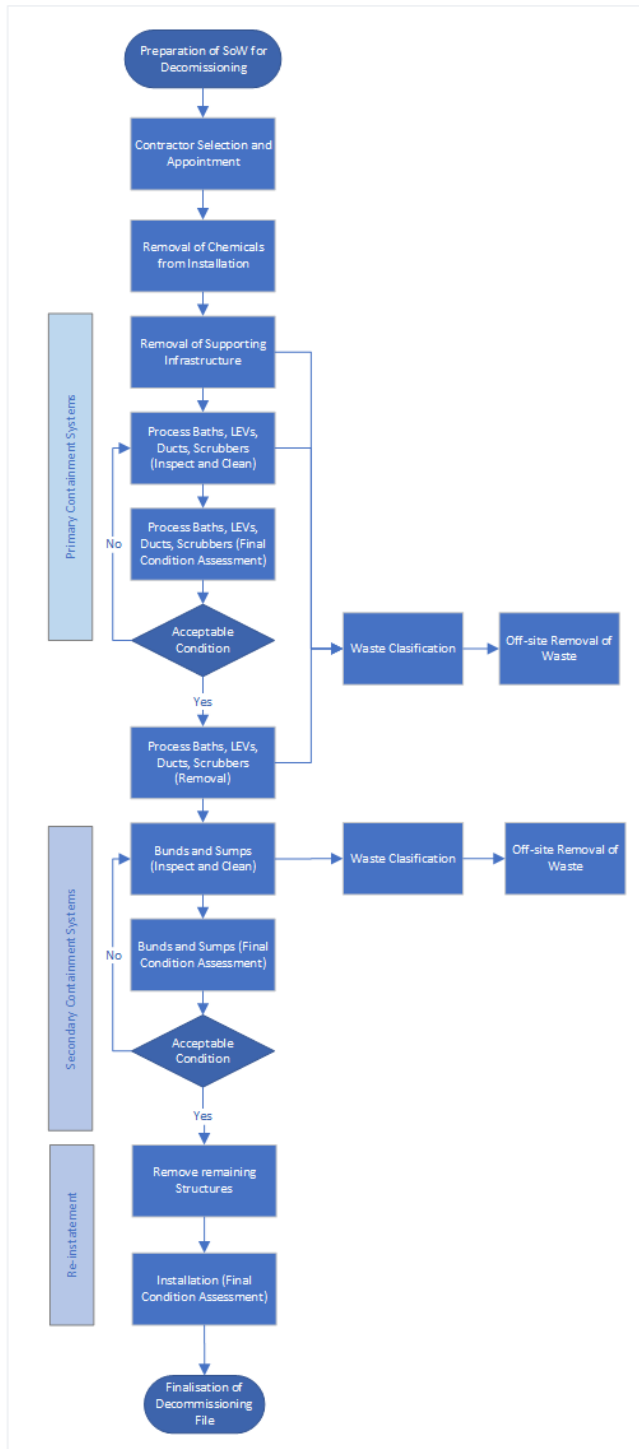 Preparation of SoW for
Decomissioning
Contractor Selection and
Appointment
Removal of Chemicals
from Installation
Primary Containment Systems
Removal of Supporting
Infrastructure
Process Baths, LEVs,
Ducts, Scrubbers
(Inspect and Clean)
No
Process Baths, LEVs,
Ducts, Scrubbers (Final
Condition Assessment)
Acceptable
Condition
Waste Clasification
Off-site Removal of
Waste
Yes
Process Baths, LEVs,
Ducts, Scrubbers
(Removal)
Secondary Containment Systems
Bunds and Sumps
(Inspect and Clean)
Waste Clasification
Off-site Removal of
Waste
No
Bunds and Sumps (Final
Condition Assessment)
Acceptable
Condition
Yes
Re-instatement
Remove remaining
Structures
Installation (Final
Condition Assessment)
Finalisation of
Decommissioning
File